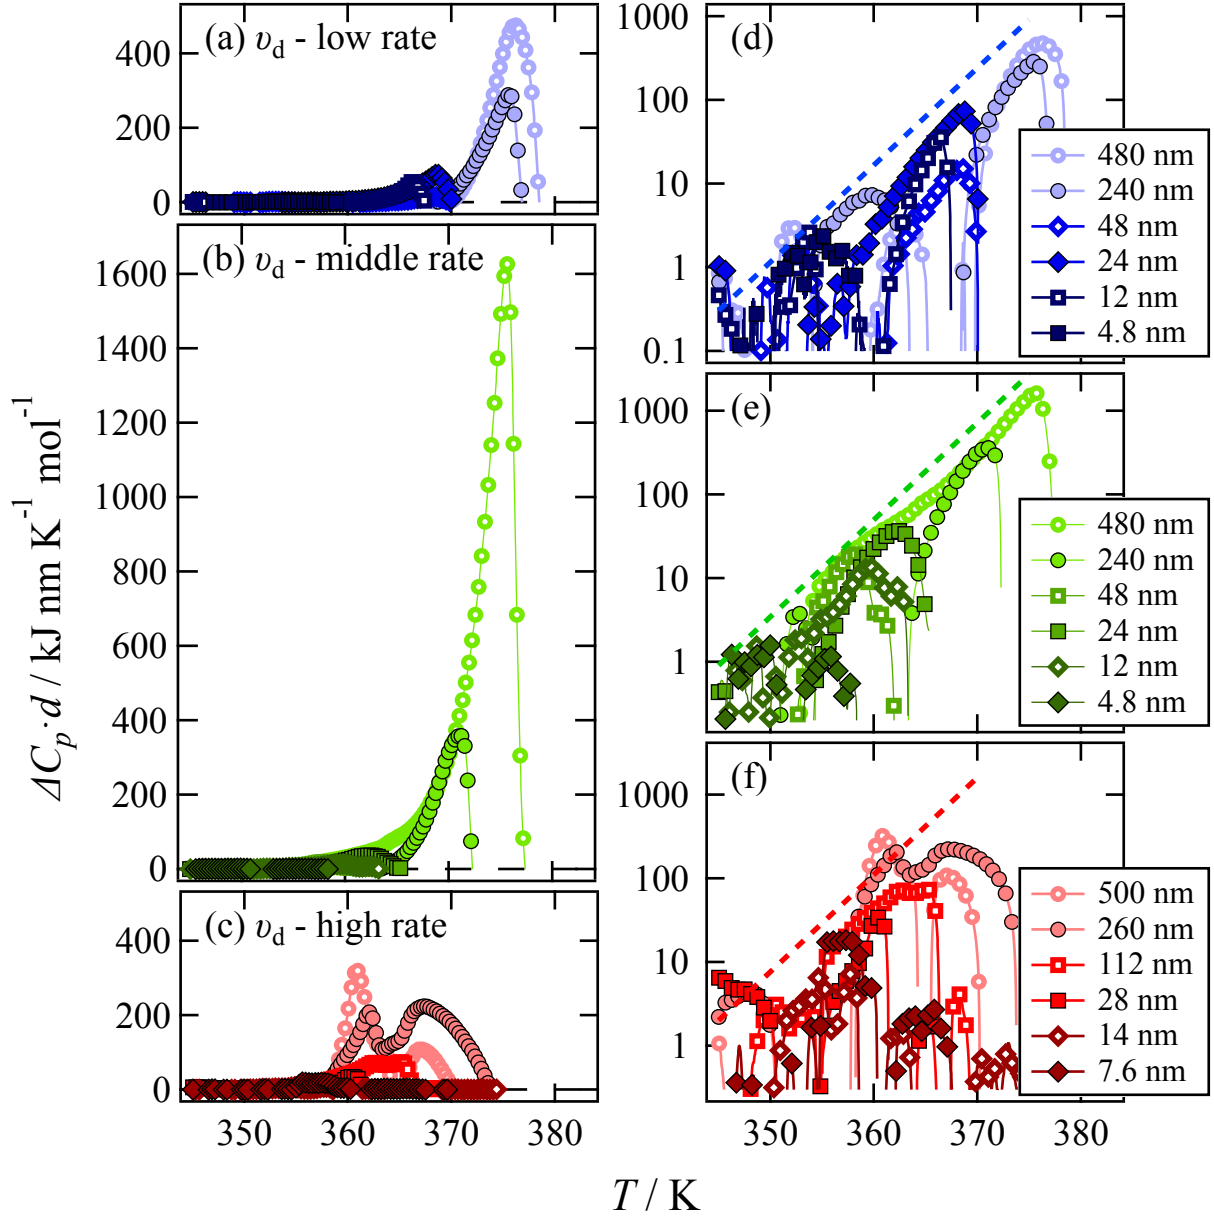 (a) υd - low rate
400
200
0
(b) υd - middle rate
1600
1400
1200
1000
800
600
400
200
0
(c) υd - high rate
400
200
0
350 360 370 380
ΔCp·d / kJ nm K⁻¹ mol⁻¹
T / K
(d)
1000
100
10
1
0.1
480 nm
240 nm
48 nm
24 nm
12 nm
4.8 nm
(e)
1000
100
10
1
480 nm
240 nm
48 nm
24 nm
12 nm
4.8 nm
(f)
1000
100
10
1
500 nm
260 nm
112 nm
28 nm
14 nm
7.6 nm
350 360 370 380